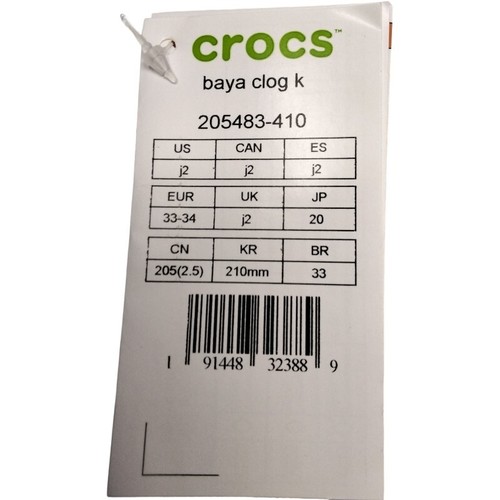 crocs™
baya clog k
205483-410
US CAN ES
j2 j2 j2
EUR UK JP
33-34 j2 20
CN KR BR
205(2.5) 210mm 33
1 91448 32388 9